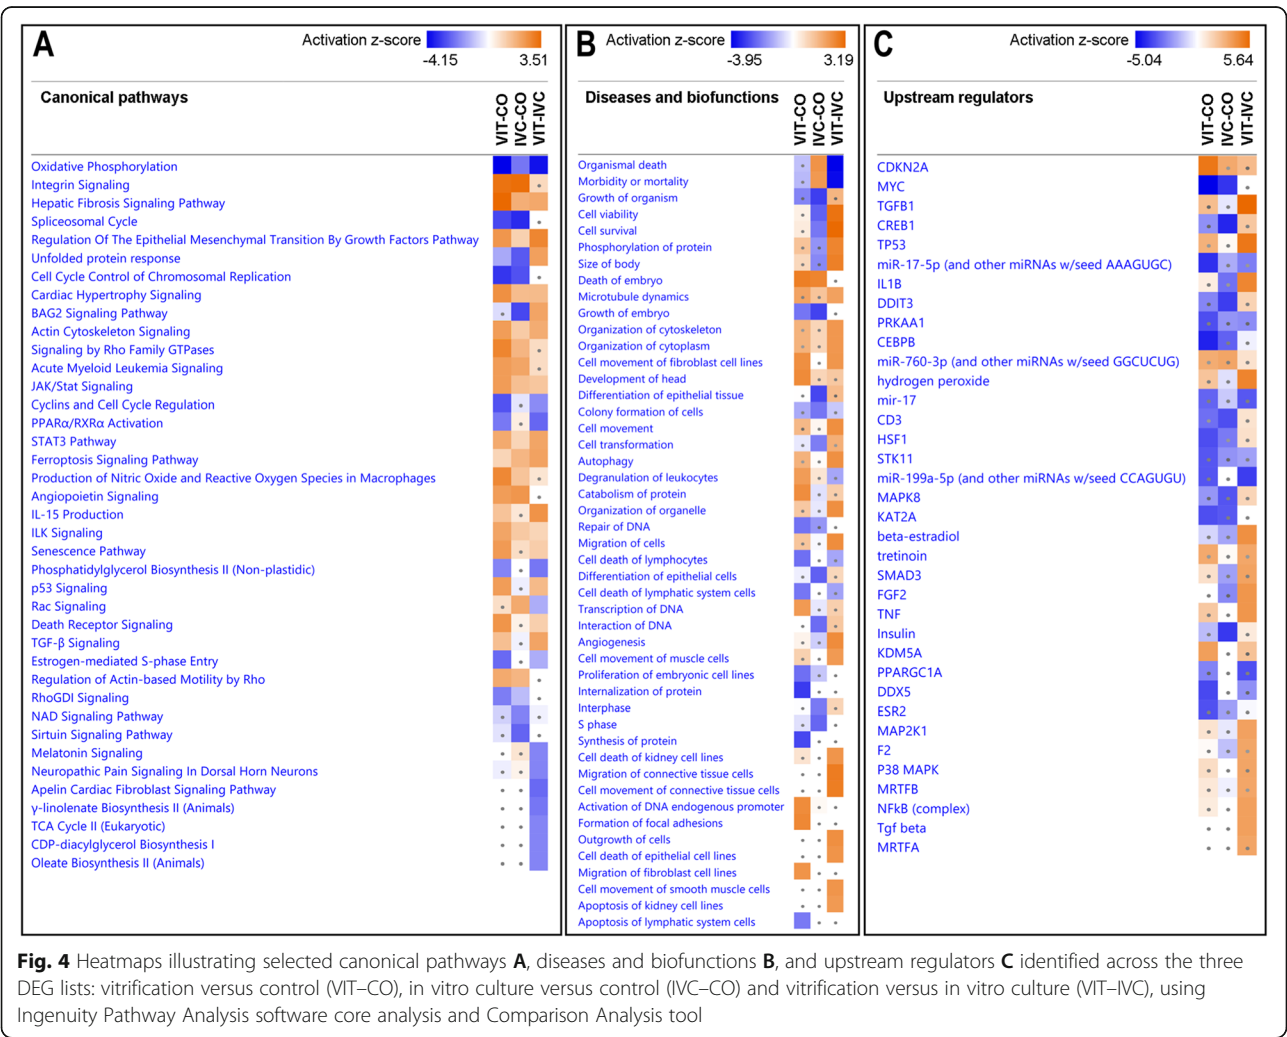 A
Activation z-score
-4.15 3.51
Canonical pathways
VIT-CO
IVC-CO
VIT-IVC
Oxidative Phosphorylation
Integrin Signaling
Hepatic Fibrosis Signaling Pathway
Spliceosomal Cycle
Regulation Of The Epithelial Mesenchymal Transition By Growth Factors Pathway
Unfolded protein response
Cell Cycle Control of Chromosomal Replication
Cardiac Hypertrophy Signaling
BAG2 Signaling Pathway
Actin Cytoskeleton Signaling
Signaling by Rho Family GTPases
Acute Myeloid Leukemia Signaling
JAK/Stat Signaling
Cyclins and Cell Cycle Regulation
PPARα/RXRα Activation
STAT3 Pathway
Ferroptosis Signaling Pathway
Production of Nitric Oxide and Reactive Oxygen Species in Macrophages
Angiopoietin Signaling
IL-15 Production
ILK Signaling
Senescence Pathway
Phosphatidylglycerol Biosynthesis II (Non-plastidic)
p53 Signaling
Rac Signaling
Death Receptor Signaling
TGF-β Signaling
Estrogen-mediated S-phase Entry
Regulation of Actin-based Motility by Rho
RhoGDI Signaling
NAD Signaling Pathway
Sirtuin Signaling Pathway
Melatonin Signaling
Neuropathic Pain Signaling In Dorsal Horn Neurons
Apelin Cardiac Fibroblast Signaling Pathway
γ-linolenate Biosynthesis II (Animals)
TCA Cycle II (Eukaryotic)
CDP-diacylglycerol Biosynthesis I
Oleate Biosynthesis II (Animals)
B
Activation z-score
-3.95 3.19
Diseases and biofunctions
VIT-CO
IVC-CO
VIT-IVC
Organismal death
Morbidity or mortality
Growth of organism
Cell viability
Cell survival
Phosphorylation of protein
Size of body
Death of embryo
Microtubule dynamics
Growth of embryo
Organization of cytoskeleton
Organization of cytoplasm
Cell movement of fibroblast cell lines
Development of head
Differentiation of epithelial tissue
Colony formation of cells
Cell movement
Cell transformation
Autophagy
Degranulation of leukocytes
Catabolism of protein
Organization of organelle
Repair of DNA
Migration of cells
Cell death of lymphocytes
Differentiation of epithelial cells
Cell death of lymphatic system cells
Transcription of DNA
Interaction of DNA
Angiogenesis
Cell movement of muscle cells
Proliferation of embryonic cell lines
Internalization of protein
Interphase
S phase
Synthesis of protein
Cell death of kidney cell lines
Migration of connective tissue cells
Cell movement of connective tissue cells
Activation of DNA endogenous promoter
Formation of focal adhesions
Outgrowth of cells
Cell death of epithelial cell lines
Migration of fibroblast cell lines
Cell movement of smooth muscle cells
Apoptosis of kidney cell lines
Apoptosis of lymphatic system cells
C
Activation z-score
-5.04 5.64
Upstream regulators
VIT-CO
IVC-CO
VIT-IVC
CDKN2A
MYC
TGFB1
CREB1
TP53
miR-17-5p (and other miRNAs w/seed AAAGUGC)
IL1B
DDIT3
PRKAA1
CEBPB
miR-760-3p (and other miRNAs w/seed GGCUCUG)
hydrogen peroxide
mir-17
CD3
HSF1
STK11
miR-199a-5p (and other miRNAs w/seed CCAGUGU)
MAPK8
KAT2A
beta-estradiol
tretinoin
SMAD3
FGF2
TNF
Insulin
KDM5A
PPARGC1A
DDX5
ESR2
MAP2K1
F2
P38 MAPK
MRTFB
NFkB (complex)
Tgf beta
MRTFA
Fig. 4 Heatmaps illustrating selected canonical pathways A, diseases and biofunctions B, and upstream regulators C identified across the three
DEG lists: vitrification versus control (VIT–CO), in vitro culture versus control (IVC–CO) and vitrification versus in vitro culture (VIT–IVC), using
Ingenuity Pathway Analysis software core analysis and Comparison Analysis tool